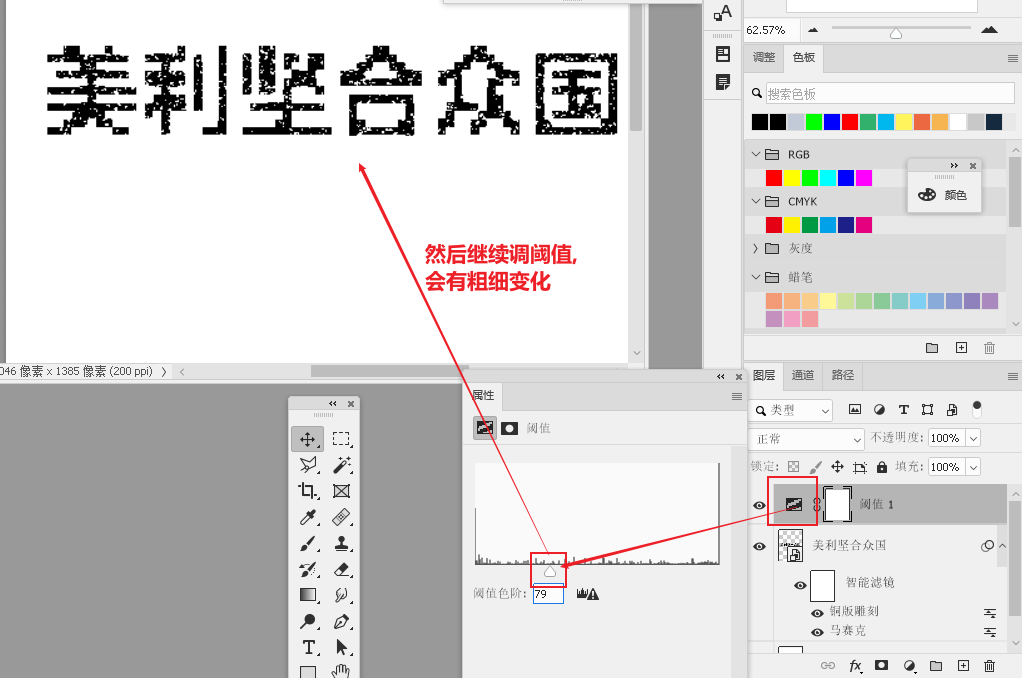 美利坚合众国
然后继续调阈值,
会有粗细变化
046 像素 x 1385 像素 (200 ppi)
62.57%
调整 色板
搜索色板
RGB
CMYK
灰度
蜡笔
颜色
图层 通道 路径
类型
正常 不透明度: 100%
锁定: 填充: 100%
阈值 1
美利坚合众国
智能滤镜
铜版雕刻
马赛克
fx
属性
阈值
阈值色阶: 79